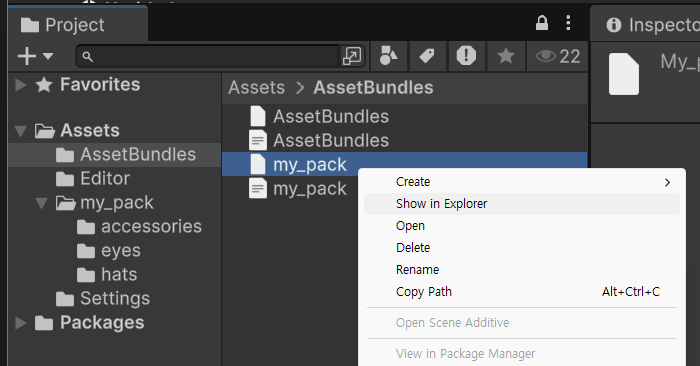 Project
Inspecto
22
My_p
Favorites
Assets
AssetBundles
Editor
my_pack
accessories
eyes
hats
Settings
Packages
Assets > AssetBundles
AssetBundles
AssetBundles
my_pack
my_pack
Create
Show in Explorer
Open
Delete
Rename
Copy Path Alt+Ctrl+C
Open Scene Additive
View in Package Manager